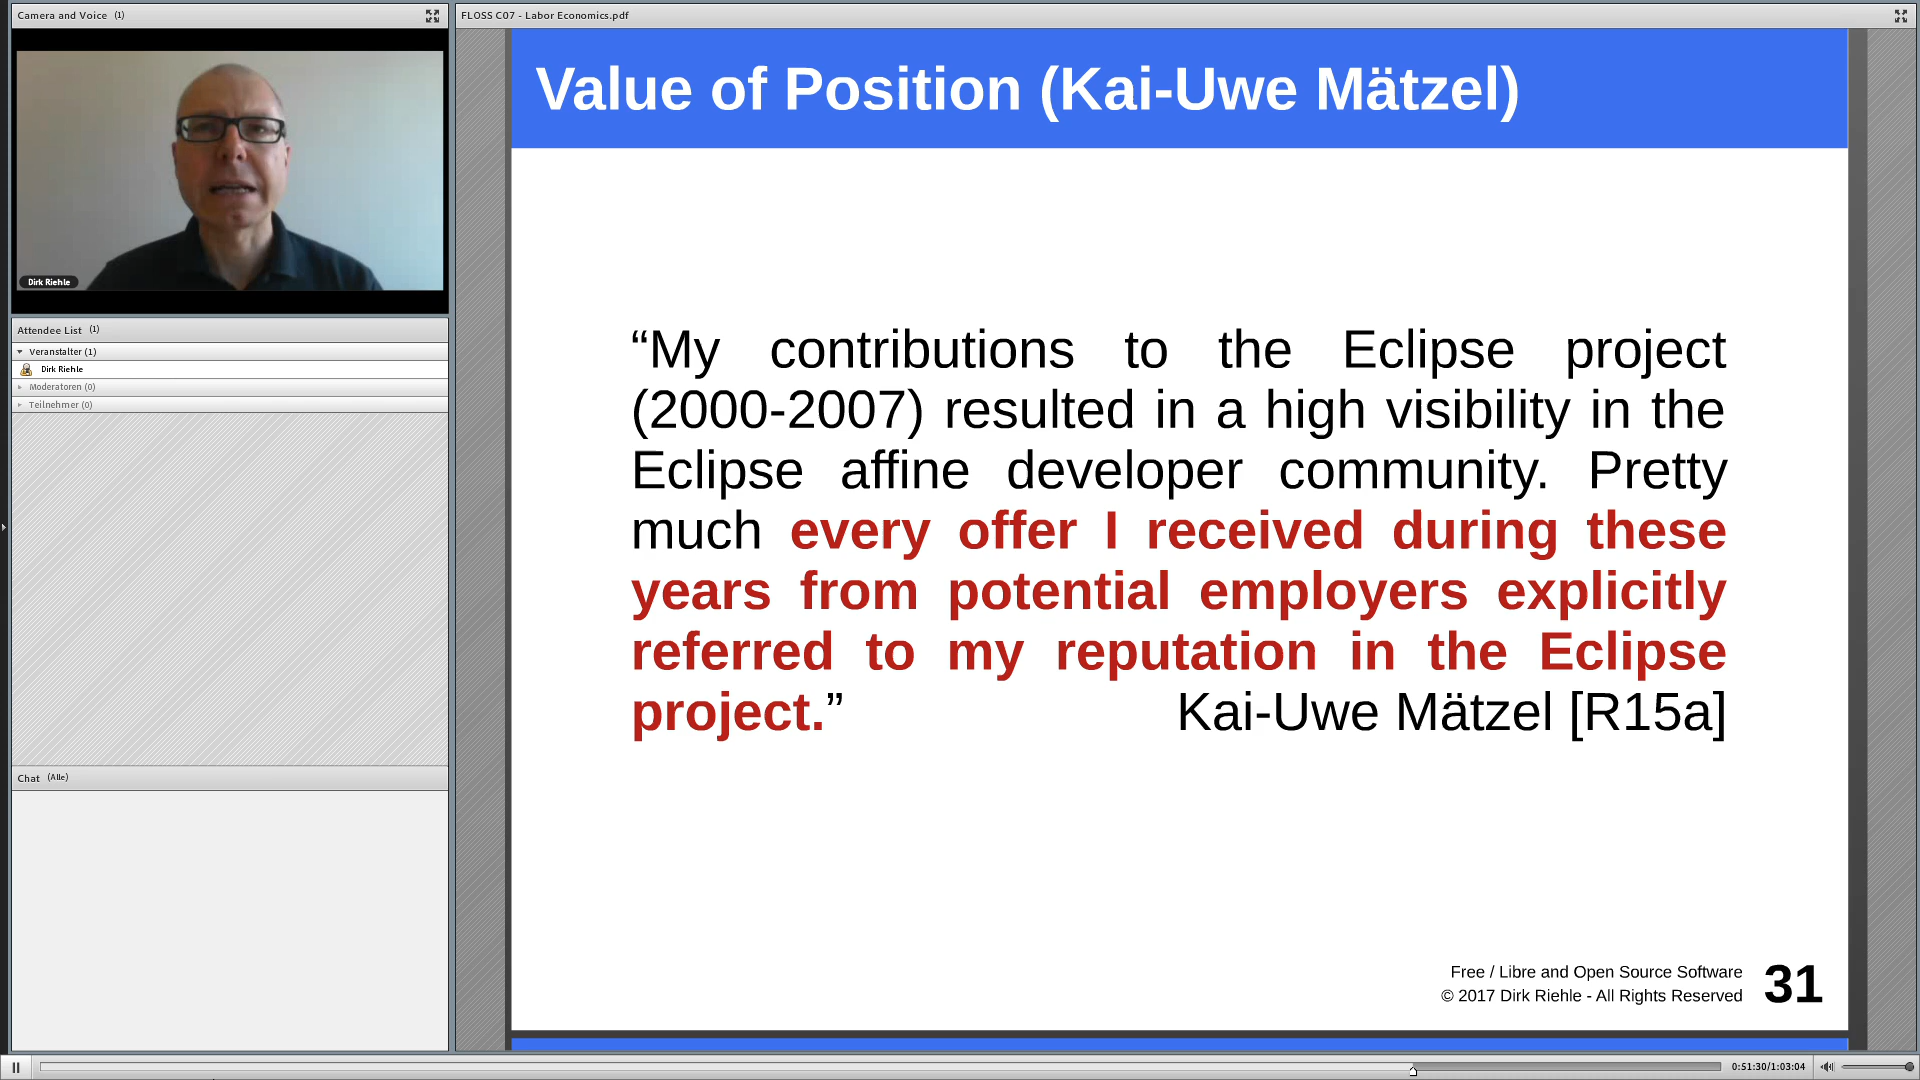 Camera and Voice (1)
Dirk Riehle
Attendee List (1)
Veranstalter (1)
Dirk Riehle
Moderatoren (0)
Teilnehmer (0)
Chat (Alle)
FLOSS C07 - Labor Economics.pdf
Value of Position (Kai-Uwe Mätzel)
“My contributions to the Eclipse project
(2000-2007) resulted in a high visibility in the
Eclipse affine developer community. Pretty
much every offer I received during these
years from potential employers explicitly
referred to my reputation in the Eclipse
project.” Kai-Uwe Mätzel [R15a]
Free / Libre and Open Source Software
© 2017 Dirk Riehle - All Rights Reserved
31
0:51:30/1:03:04